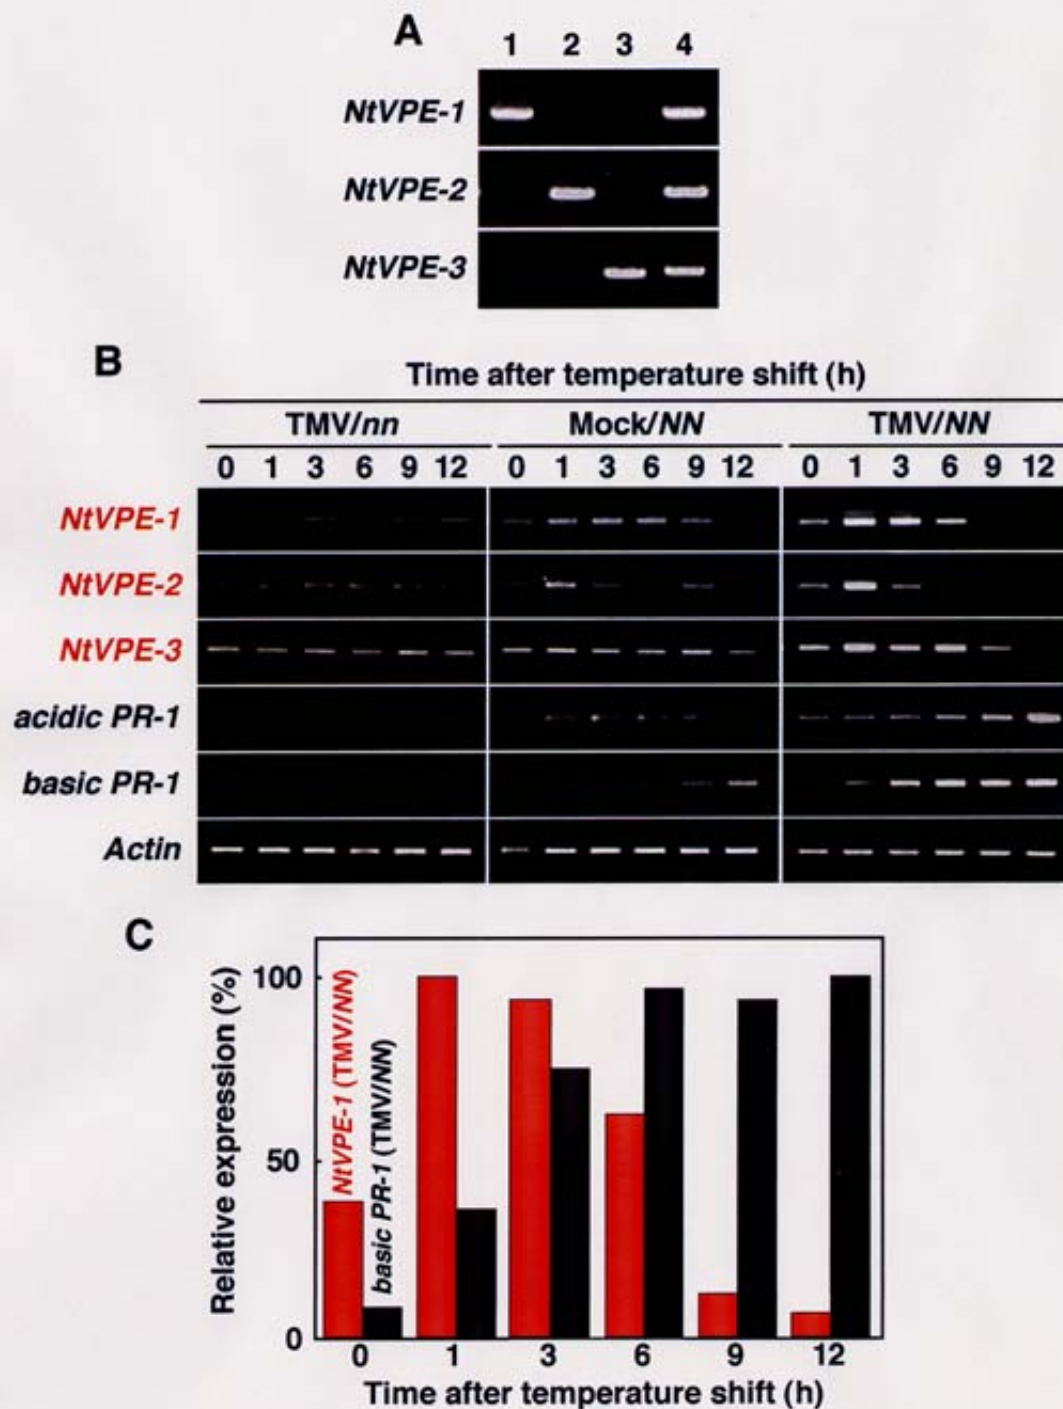 A
1 2 3 4
NtVPE-1
NtVPE-2
NtVPE-3
B
Time after temperature shift (h)
TMV/nn Mock/NN TMV/NN
0 1 3 6 9 12 0 1 3 6 9 12 0 1 3 6 9 12
NtVPE-1
NtVPE-2
NtVPE-3
acidic PR-1
basic PR-1
Actin
C
Relative expression (%)
100
50
0
NtVPE-1 (TMV/NN)
basic PR-1 (TMV/NN)
0 1 3 6 9 12
Time after temperature shift (h)